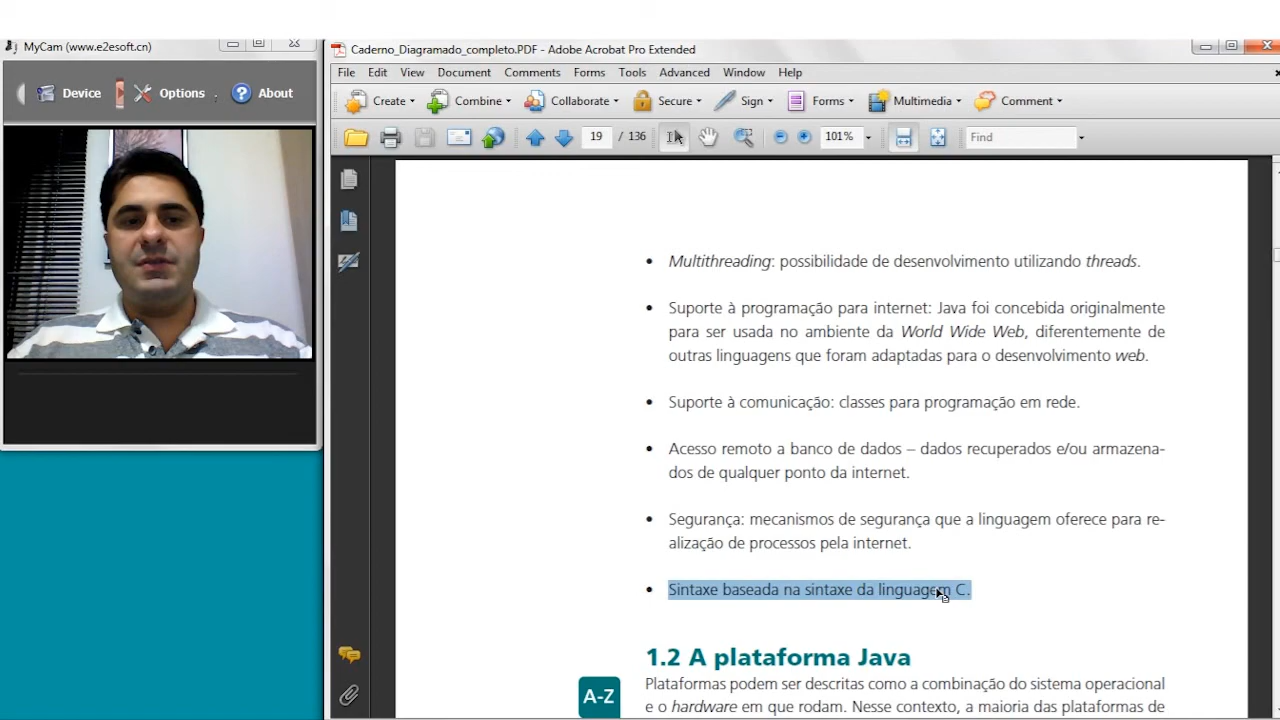 MyCam (www.e2esoft.cn)
Device
Options
About
Caderno_Diagramado_completo.PDF - Adobe Acrobat Pro Extended
File Edit View Document Comments Forms Tools Advanced Window Help
Create Combine Collaborate Secure Sign Forms Multimedia Comment
19 / 136 101% Find
• Multithreading: possibilidade de desenvolvimento utilizando threads.
• Suporte à programação para internet: Java foi concebida originalmente
para ser usada no ambiente da World Wide Web, diferentemente de
outras linguagens que foram adaptadas para o desenvolvimento web.
• Suporte à comunicação: classes para programação em rede.
• Acesso remoto a banco de dados – dados recuperados e/ou armazena-
dos de qualquer ponto da internet.
• Segurança: mecanismos de segurança que a linguagem oferece para re-
alização de processos pela internet.
• Sintaxe baseada na sintaxe da linguagem C.
1.2 A plataforma Java
A-Z
Plataformas podem ser descritas como a combinação do sistema operacional
e o hardware em que rodam. Nesse contexto, a maioria das plataformas de